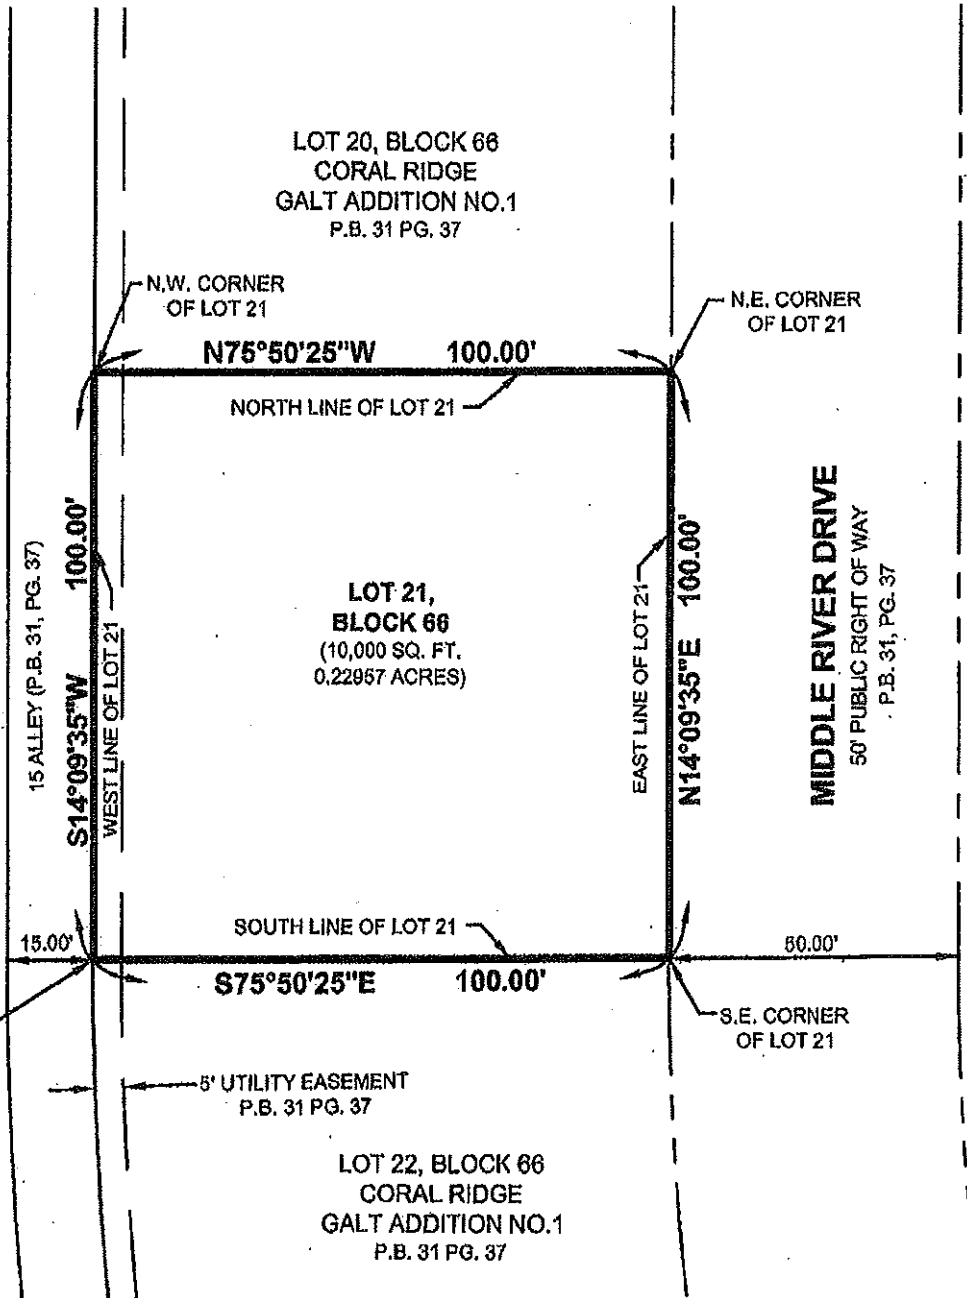 LOT 20, BLOCK 66
CORAL RIDGE
GALT ADDITION NO.1
P.B. 31 PG. 37
N.W. CORNER
OF LOT 21
N.E. CORNER
OF LOT 21
N75°50'25"W 100.00'
NORTH LINE OF LOT 21
15 ALLEY (P.B. 31, PG. 37)
S14°09'35"W 100.00'
WEST LINE OF LOT 21
LOT 21,
BLOCK 66
(10,000 SQ. FT.
0.22957 ACRES)
EAST LINE OF LOT 21
N14°09'35"E 100.00'
MIDDLE RIVER DRIVE
50' PUBLIC RIGHT OF WAY
P.B. 31, PG. 37
SOUTH LINE OF LOT 21
15.00'
S75°50'25"E 100.00'
50.00'
S.E. CORNER
OF LOT 21
5' UTILITY EASEMENT
P.B. 31 PG. 37
LOT 22, BLOCK 66
CORAL RIDGE
GALT ADDITION NO.1
P.B. 31 PG. 37